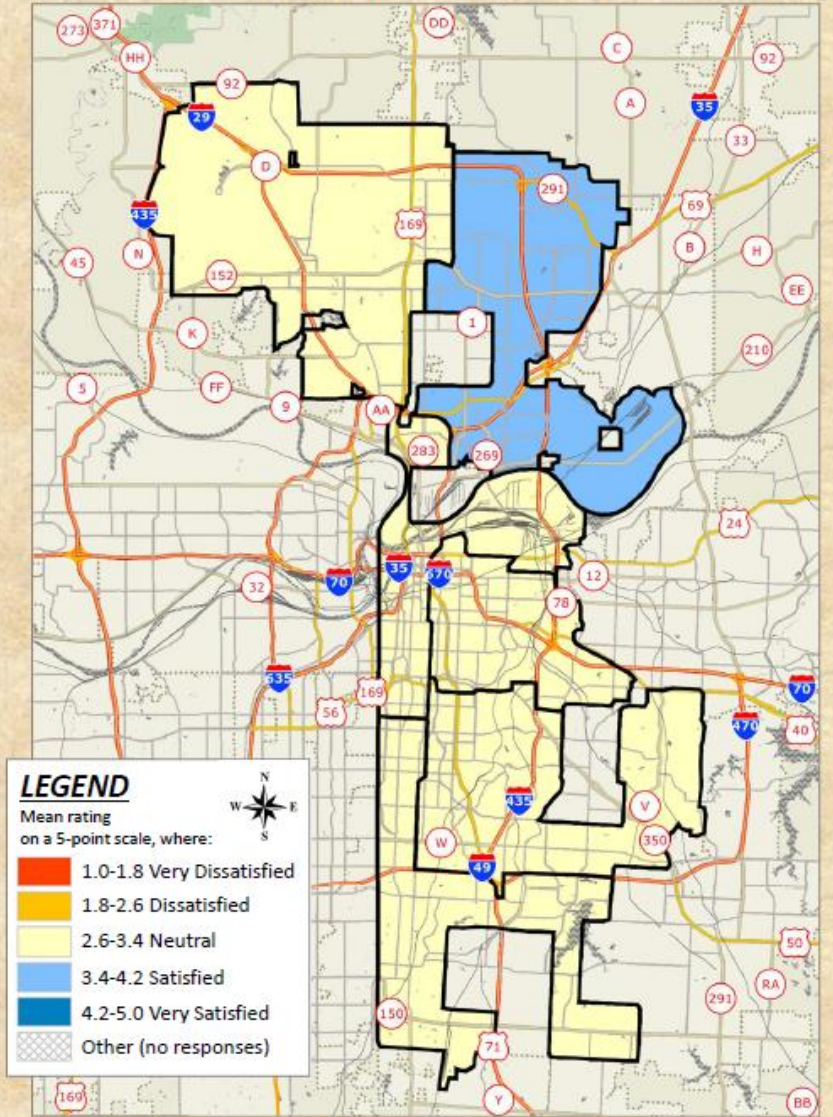 DD
371
273
HH
C
92
92
A
35
29
33
D
291
69
435
169
B
H
N
45
152
EE
1
K
210
5
FF
9
AA
283
269
24
35
70
670
12
32
78
635
169
70
56
40
470
LEGEND
N
W E
S
Mean rating
on a 5-point scale, where:
1.0-1.8 Very Dissatisfied
1.8-2.6 Dissatisfied
2.6-3.4 Neutral
3.4-4.2 Satisfied
4.2-5.0 Very Satisfied
Other (no responses)
435
V
W
350
49
50
RA
291
150
71
169
Y
BB